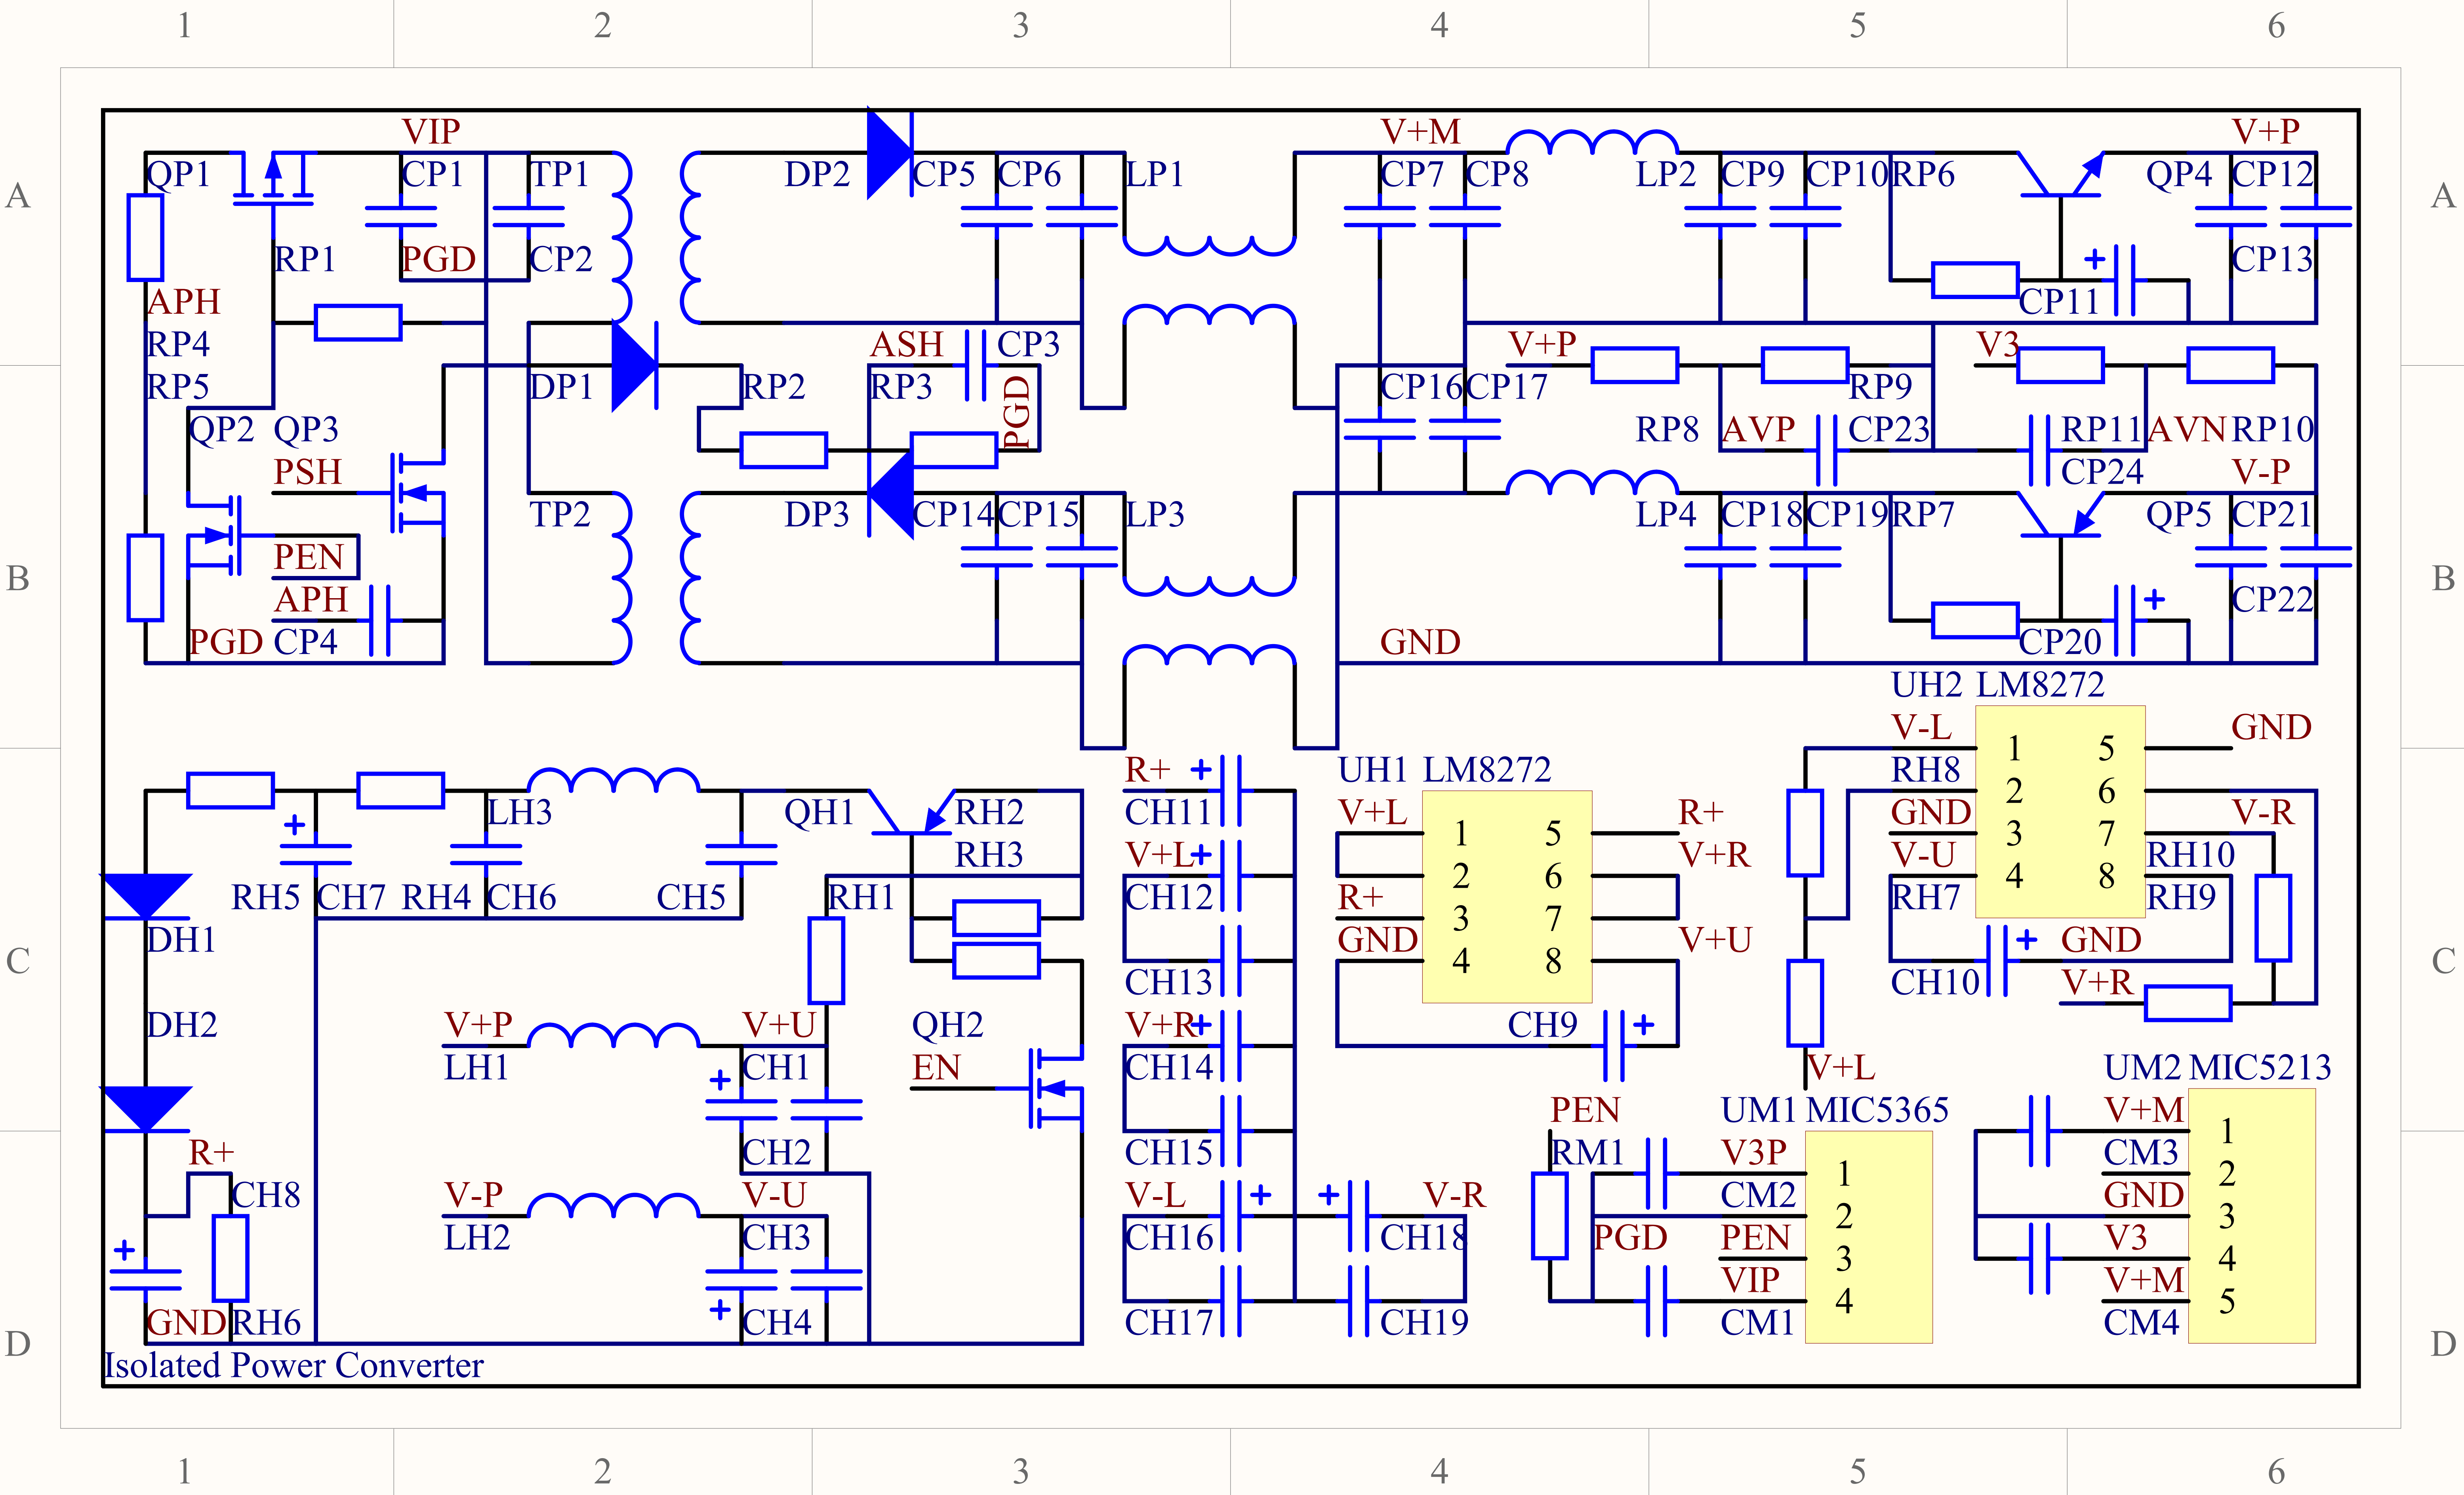 1 2 3 4 5 6
VIP V+M V+P
A QP1 CP1 TP1 DP2 CP5 CP6 LP1 CP7 CP8 LP2 CP9 CP10 RP6 QP4 CP12 A
RP1 PGD CP2 CP13
APH CP11
RP4 ASH CP3 V+P V3
RP5 DP1 RP2 RP3 PGD CP16 CP17 RP9
QP2 QP3 RP8 AVP CP23 RP11 AVN RP10
PSH CP24 V-P
TP2 DP3 CP14 CP15 LP3 LP4 CP18 CP19 RP7 QP5 CP21
PEN
B B
APH CP22
PGD CP4 GND CP20
UH2 LM8272
V-L 1 5 GND
R+ + UH1 LM8272 RH8
2 6
LH3 QH1 RH2 CH11 V+L R+ GND V-R
+ 1 5 3 7
RH3 V+L + V+R V-U RH10
2 6 4 8
RH5 CH7 RH4 CH6 CH5 RH1 CH12 R+ RH7 RH9
3 7
DH1 GND V+U + GND
C 4 8 C
CH13 CH10 V+R
DH2 V+P V+U QH2 V+R + CH9 +
LH1 CH1 EN CH14 V+L UM2 MIC5213
+ PEN UM1 MIC5365 V+M
1
R+ CH2 CH15 RM1 V3P CM3
1 2
CH8 V-P V-U V-L + + V-R CM2 GND
2 3
+ LH2 CH3 CH16 CH18 PGD PEN V3
3 4
VIP V+M
+ 4 5
D GND RH6 CH4 CH17 CH19 CM1 CM4 D
Isolated Power Converter
1 2 3 4 5 6